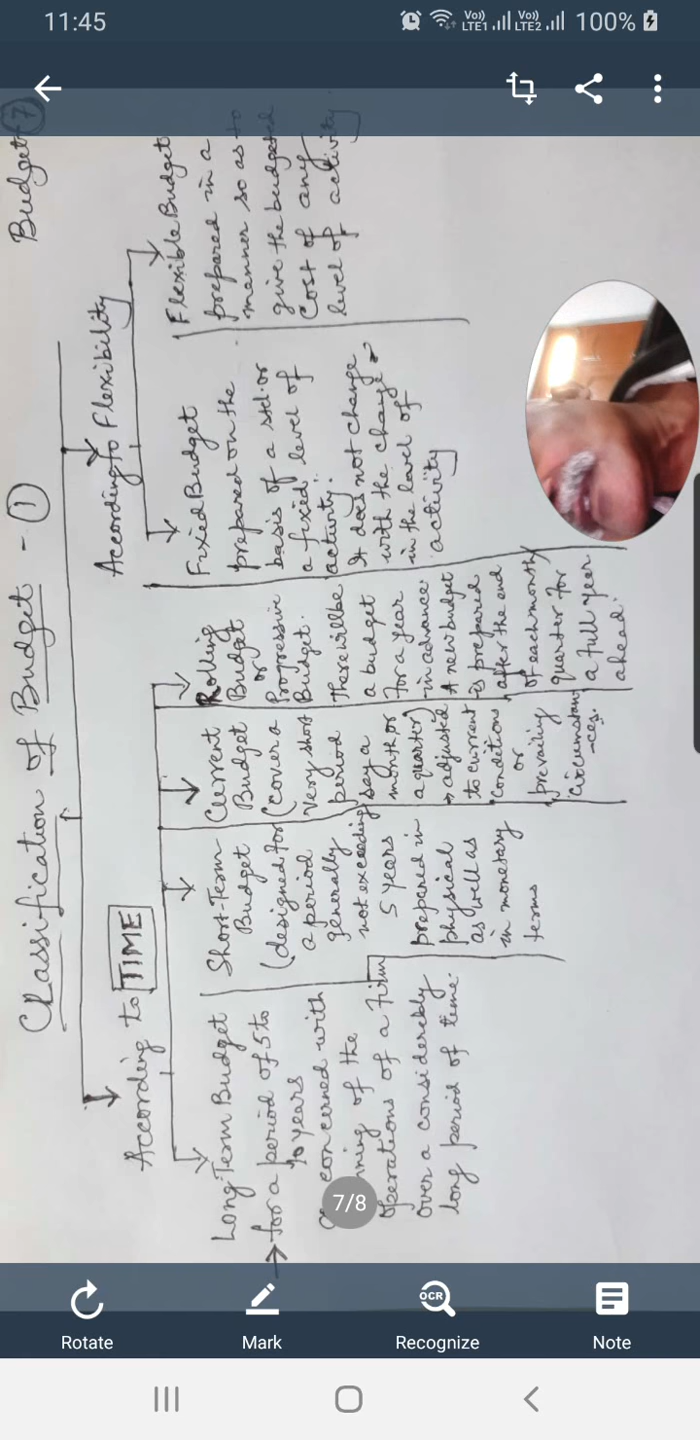 11:45
Vo)) LTE1 Vo)) LTE2 100%
Budget-7
Classification of Budget - 1
According to TIME
Long-Term Budget
→ for a period of 5 to
10 years
concerned with
of the
operations of a Firm
over a considerably
long period of time.
Short-Term
Budget
(designed for
a period
generally
not exceeding
5 years
prepared in
physical
as well as
in monetary
terms
Current
Budget
(cover a
very short
period
say a
month or
a quarter)
→ adjusted
to current
conditions
or
prevailing
circumstan
-ces.
Rolling
Budget
or
Progressive
Budget.
There will be
a budget
for a year
in advance
A new budget
is prepared
after the end
of each month/
quarter for
a full year
ahead.
According to Flexibility
Fixed Budget
prepared on the
basis of a std. or
a fixed level of
activity.
It does not change
with the change
in the level of
activity
Flexible Budget
prepared in a
manner so as to
give the budgeted
cost of any
level of activity.
7/8
Rotate
Mark
OCR
Recognize
Note